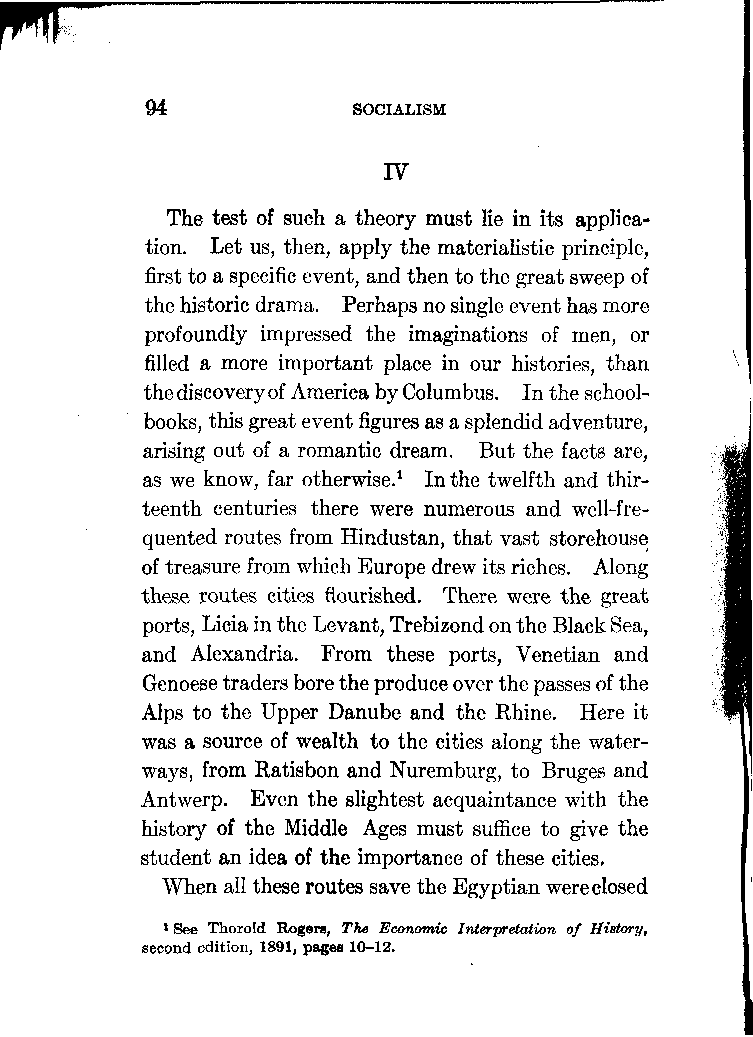 94 SOCIALISM
IV
The test of such a theory must lie in its applica-
tion. Let us, then, apply the materialistic principle,
first to a specific event, and then to the great sweep of
the historic drama. Perhaps no single event has more
profoundly impressed the imaginations of men, or
filled a more important place in our histories, than
the discovery of America by Columbus. In the school-
books, this great event figures as a splendid adventure,
arising out of a romantic dream. But the facts are,
as we know, far otherwise.¹ In the twelfth and thir-
teenth centuries there were numerous and well-fre-
quented routes from Hindustan, that vast storehouse
of treasure from which Europe drew its riches. Along
these routes cities flourished. There were the great
ports, Licia in the Levant, Trebizond on the Black Sea,
and Alexandria. From these ports, Venetian and
Genoese traders bore the produce over the passes of the
Alps to the Upper Danube and the Rhine. Here it
was a source of wealth to the cities along the water-
ways, from Ratisbon and Nuremburg, to Bruges and
Antwerp. Even the slightest acquaintance with the
history of the Middle Ages must suffice to give the
student an idea of the importance of these cities.
When all these routes save the Egyptian were closed
¹ See Thorold Rogers, The Economic Interpretation of History,
second edition, 1891, pages 10–12.